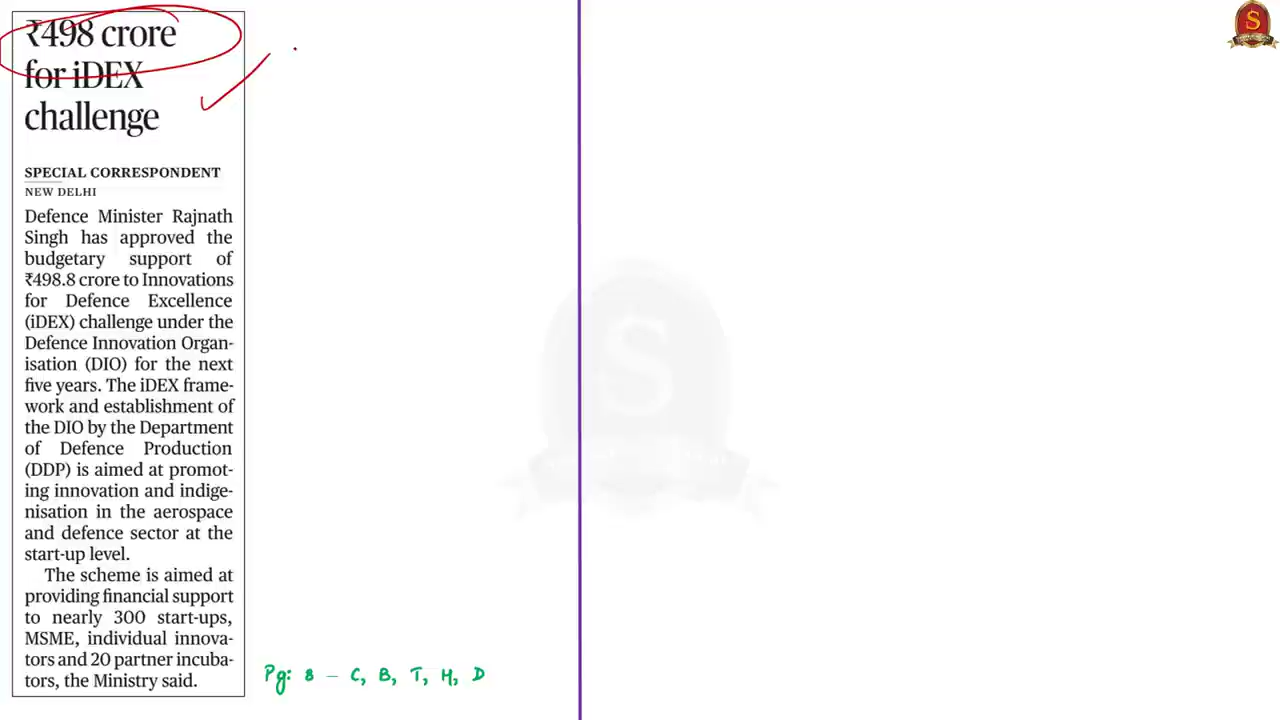 ₹498 crore
for iDEX
challenge
SPECIAL CORRESPONDENT
NEW DELHI
Defence Minister Rajnath
Singh has approved the
budgetary support of
₹498.8 crore to Innovations
for Defence Excellence
(iDEX) challenge under the
Defence Innovation Organ-
isation (DIO) for the next
five years. The iDEX frame-
work and establishment of
the DIO by the Department
of Defence Production
(DDP) is aimed at promot-
ing innovation and indige-
nisation in the aerospace
and defence sector at the
start-up level.
The scheme is aimed at
providing financial support
to nearly 300 start-ups,
MSME, individual innova-
tors and 20 partner incuba-
tors, the Ministry said.
Pg: 8 – C, B, T, H, D
S
S